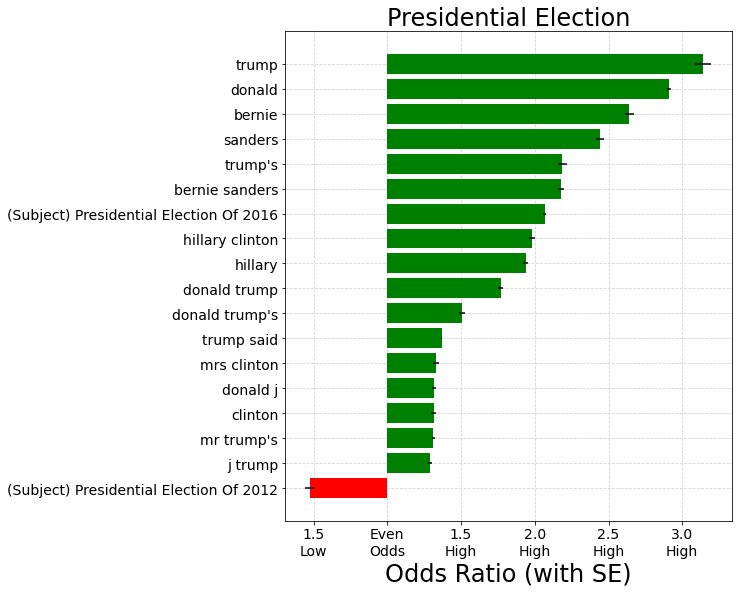 Presidential Election
trump
donald
bernie
sanders
trump's
bernie sanders
(Subject) Presidential Election Of 2016
hillary clinton
hillary
donald trump
donald trump's
trump said
mrs clinton
donald j
clinton
mr trump's
j trump
(Subject) Presidential Election Of 2012
1.5 Even 1.5 2.0 2.5 3.0
Low Odds High High High High
Odds Ratio (with SE)